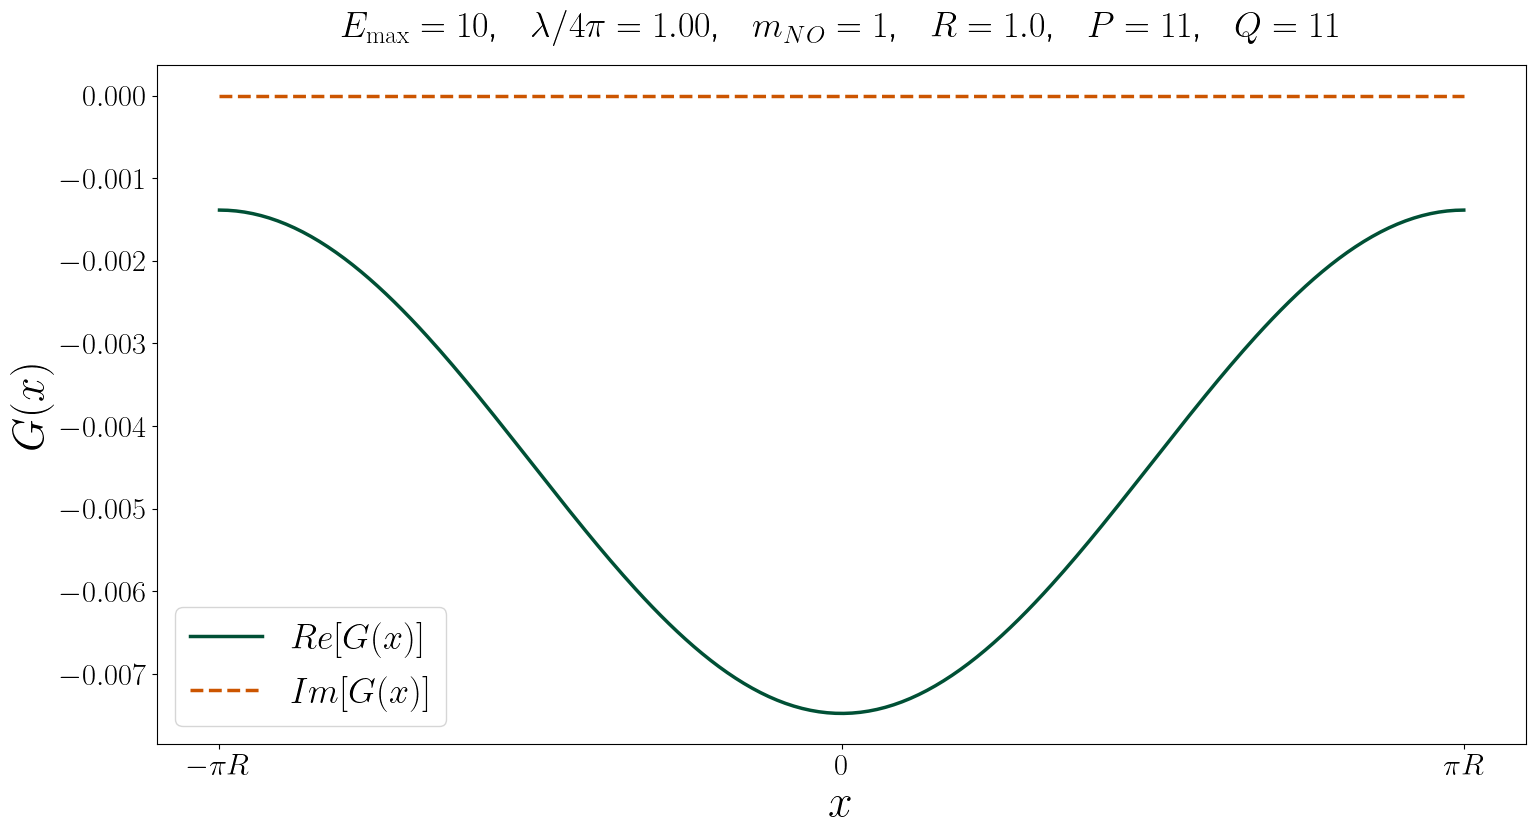 E_max = 10, λ/4π = 1.00, m_NO = 1, R = 1.0, P = 11, Q = 11
0.000
−0.001
−0.002
−0.003
−0.004
−0.005
−0.006
−0.007
G(x)
Re[G(x)]
Im[G(x)]
−πR
0
πR
x